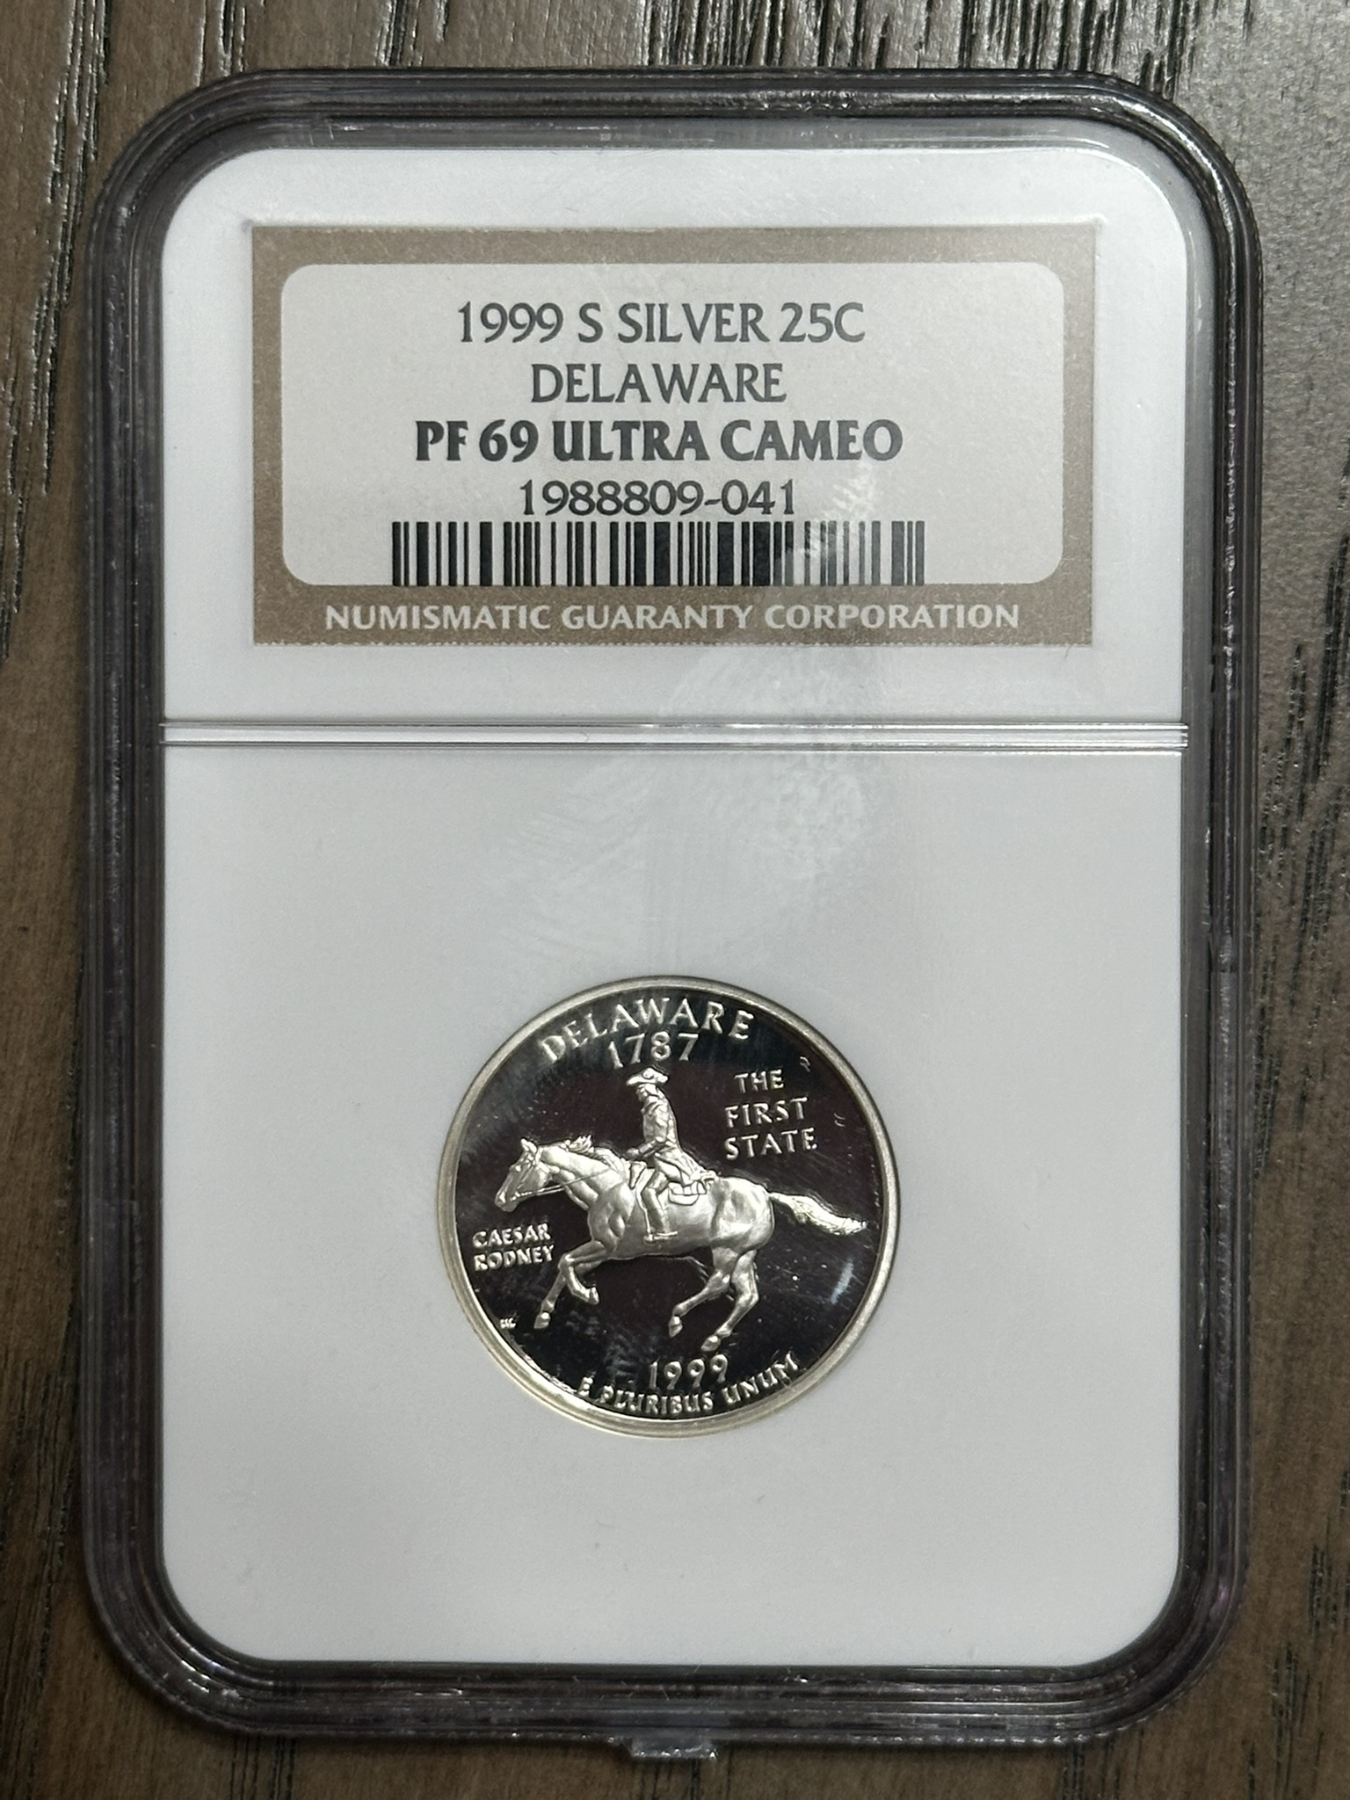 1999 S SILVER 25C
DELAWARE
PF 69 ULTRA CAMEO
1988809-041
NUMISMATIC GUARANTY CORPORATION
DELAWARE
1787
THE
FIRST
STATE
CAESAR
RODNEY
1999
E PLURIBUS UNUM